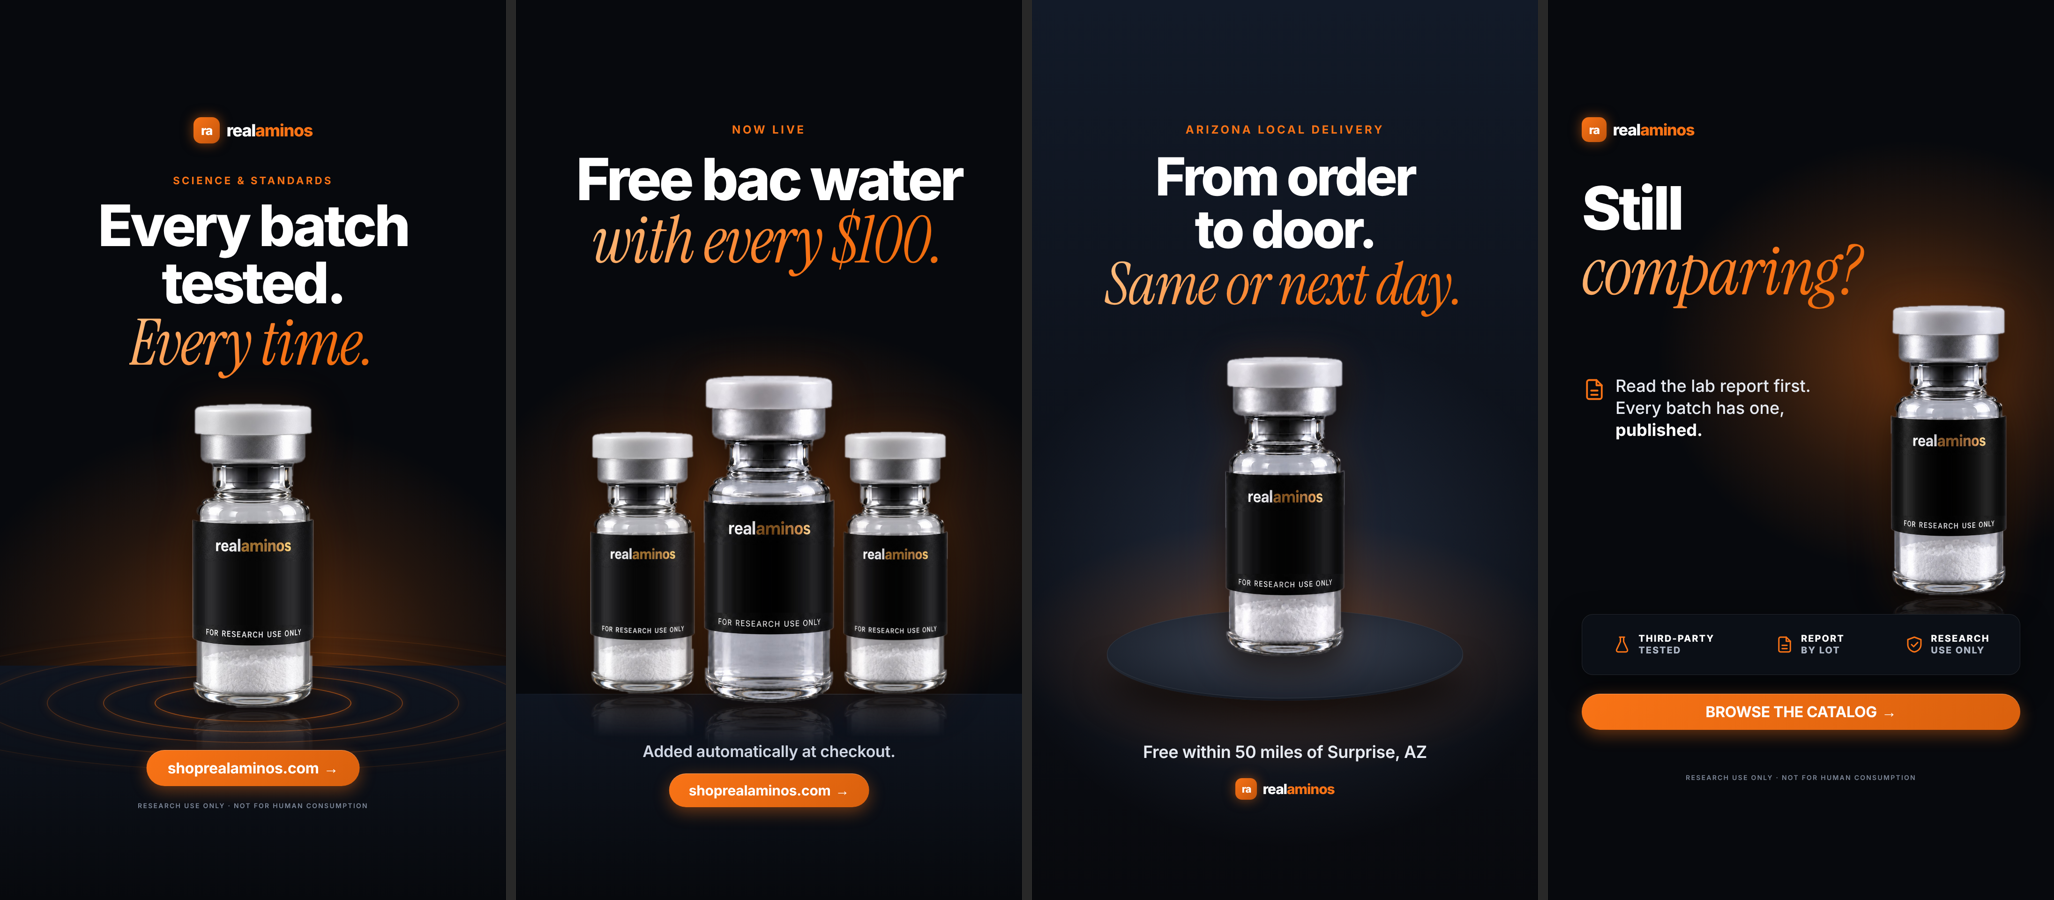 ra realaminos
SCIENCE & STANDARDS
Every batch
tested.
Every time.
realaminos
FOR RESEARCH USE ONLY
shoprealaminos.com →
RESEARCH USE ONLY · NOT FOR HUMAN CONSUMPTION
NOW LIVE
Free bac water
with every $100.
realaminos
FOR RESEARCH USE ONLY
realaminos
FOR RESEARCH USE ONLY
realaminos
FOR RESEARCH USE ONLY
Added automatically at checkout.
shoprealaminos.com →
ARIZONA LOCAL DELIVERY
From order
to door.
Same or next day.
realaminos
FOR RESEARCH USE ONLY
Free within 50 miles of Surprise, AZ
ra realaminos
ra realaminos
Still
comparing?
Read the lab report first.
Every batch has one,
published.
realaminos
FOR RESEARCH USE ONLY
THIRD-PARTY
TESTED
REPORT
BY LOT
RESEARCH
USE ONLY
BROWSE THE CATALOG →
RESEARCH USE ONLY · NOT FOR HUMAN CONSUMPTION